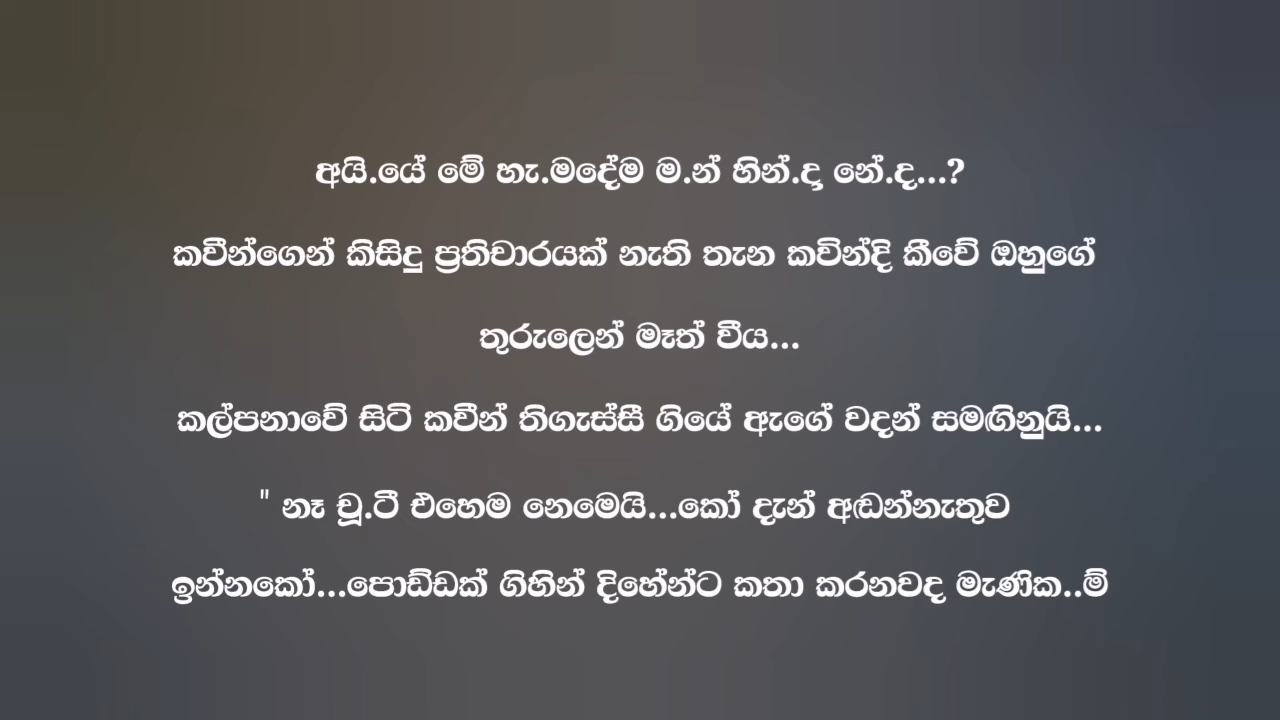 අයි.යේ මේ හැ.මදේම ම.න් හින්.දා නේ.ද...?
කවීන්ගෙන් කිසිදු ප්‍රතිචාරයක් නැති තැන කවින්දි කීවේ ඔහුගේ
තුරුලෙන් මෑත් වීය...
කල්පනාවේ සිටි කවීන් තිගැස්සී ගියේ ඇගේ වදන් සමඟිනුයි...
" නෑ චූ.ටී එහෙම නෙමෙයි...කෝ දැන් අඬන්නැතුව
ඉන්නකෝ...පොඩ්ඩක් ගිහින් දිහේන්ට කතා කරනවද මැණික..ම්